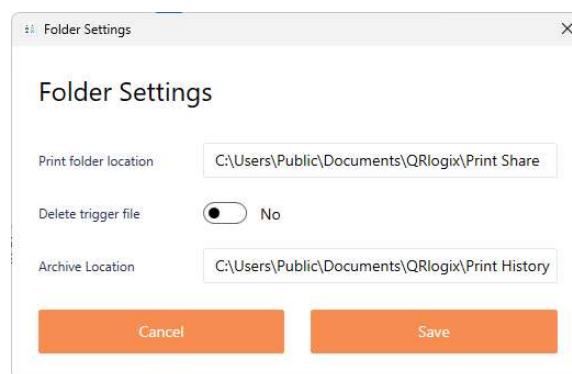 Folder Settings
Folder Settings
Print folder location C:\Users\Public\Documents\QRlogix\Print Share
Delete trigger file No
Archive Location C:\Users\Public\Documents\QRlogix\Print History
Cancel Save